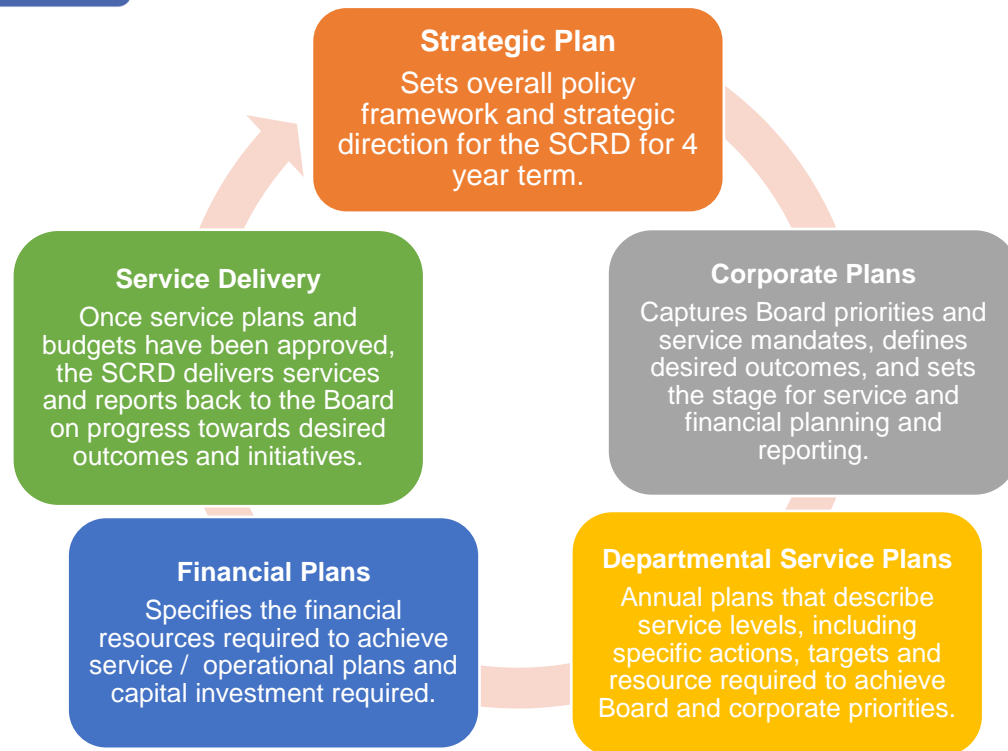 Strategic Plan
Sets overall policy
framework and strategic
direction for the SCRD for 4
year term.
Corporate Plans
Captures Board priorities and
service mandates, defines
desired outcomes, and sets
the stage for service and
financial planning and
reporting.
Departmental Service Plans
Annual plans that describe
service levels, including
specific actions, targets and
resource required to achieve
Board and corporate priorities.
Financial Plans
Specifies the financial
resources required to achieve
service / operational plans and
capital investment required.
Service Delivery
Once service plans and
budgets have been approved,
the SCRD delivers services
and reports back to the Board
on progress towards desired
outcomes and initiatives.